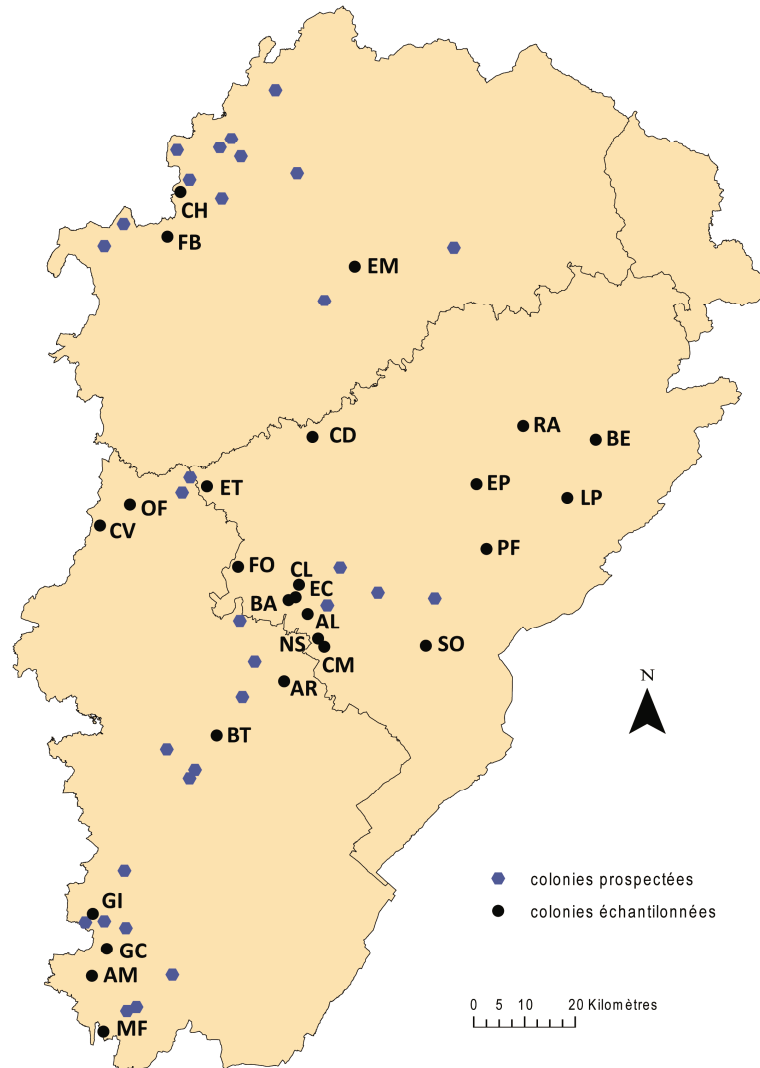 CH
FB
EM
CD
RA
BE
ET
EP
OF
LP
CV
PF
FO
CL
EC
BA
AL
NS
SO
CM
N
AR
BT
colonies prospectées
GI
colonies échantilonnées
GC
AM
0 5 10 20 Kilomètres
MF